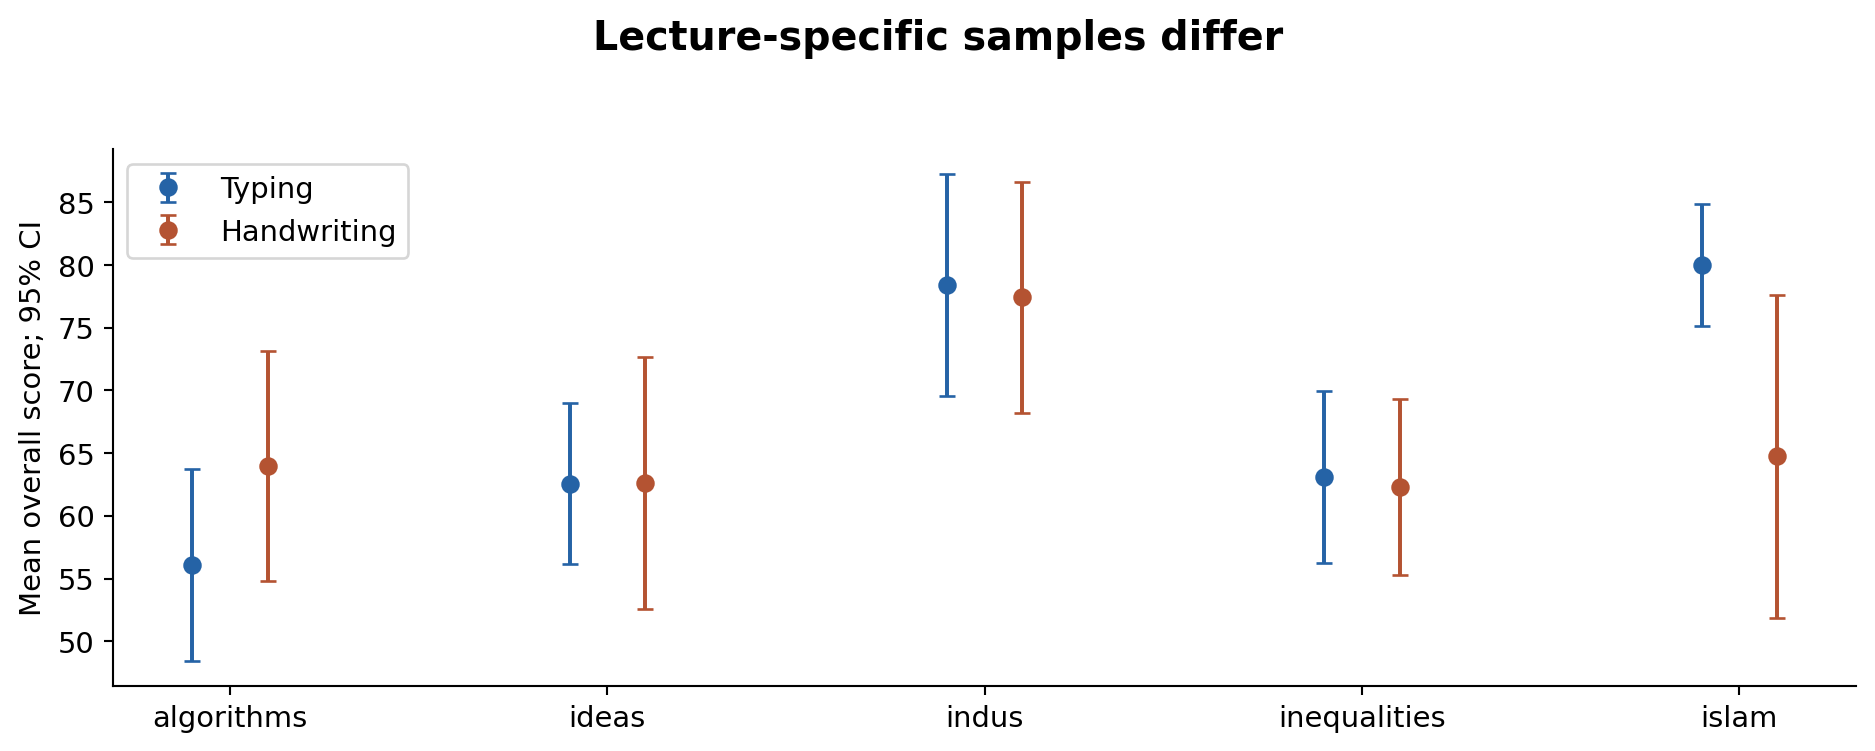 Lecture-specific samples differ
Mean overall score; 95% CI
85
80
75
70
65
60
55
50
Typing
Handwriting
algorithms
ideas
indus
inequalities
islam